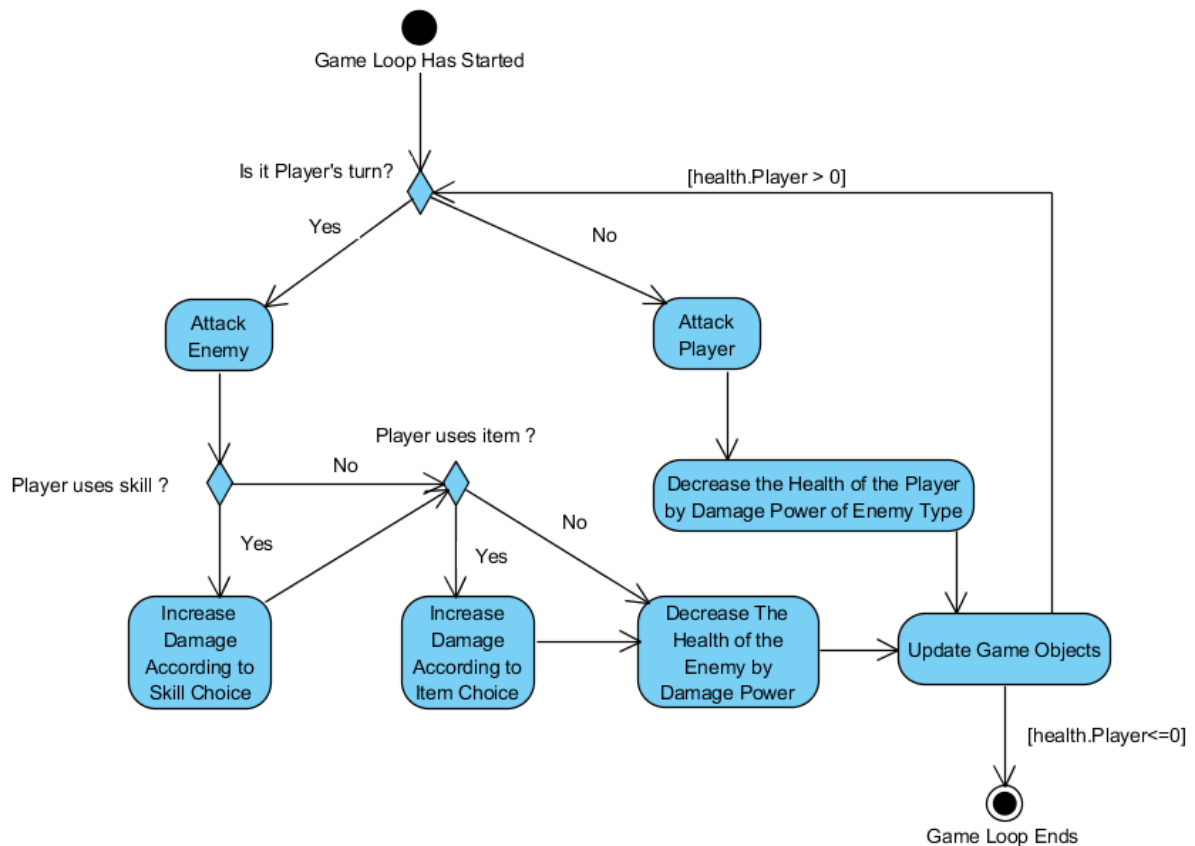 Game Loop Has Started
Is it Player's turn?
[health.Player > 0]
Yes
No
Attack
Enemy
Attack
Player
Player uses item ?
Player uses skill ?
No
Decrease the Health of the Player
by Damage Power of Enemy Type
Yes
Yes
No
Increase
Damage
According to
Skill Choice
Increase
Damage
According to
Item Choice
Decrease The
Health of the
Enemy by
Damage Power
Update Game Objects
[health.Player<=0]
Game Loop Ends